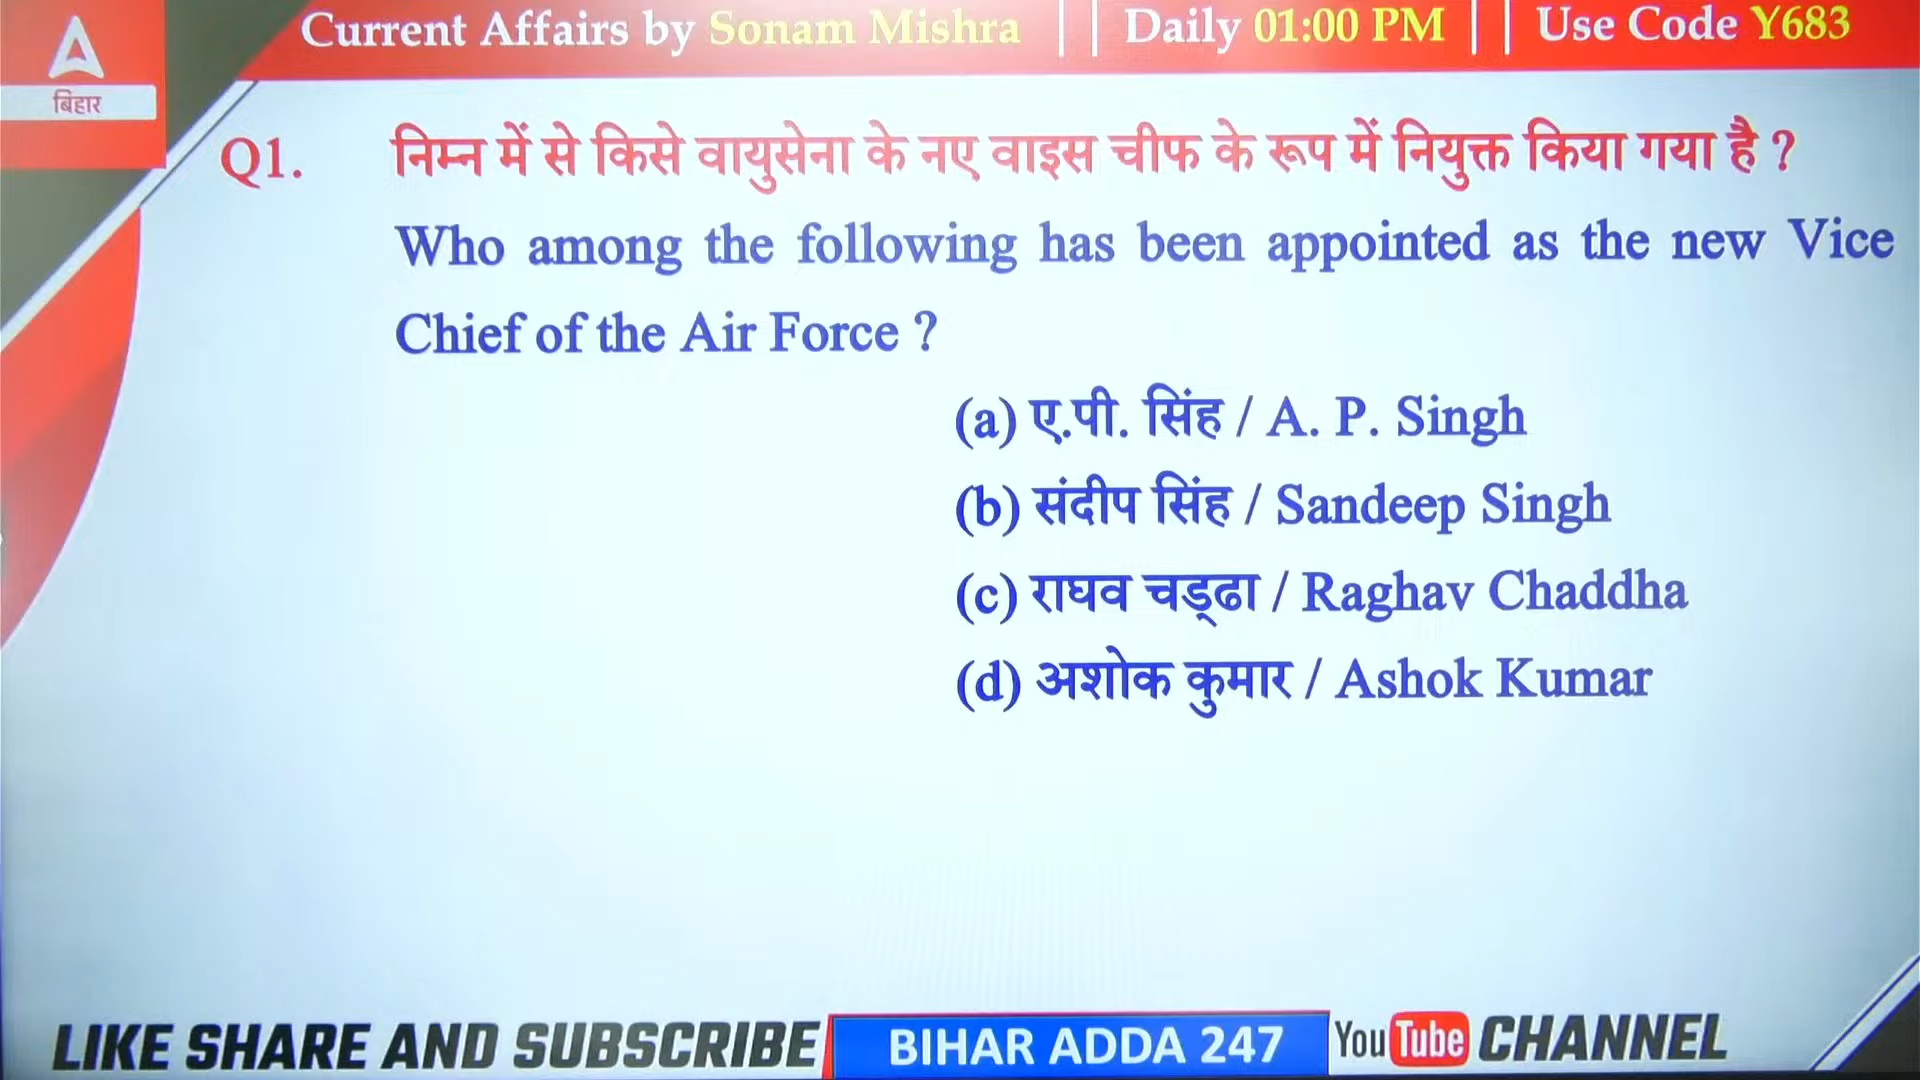 Current Affairs by Sonam Mishra || Daily 01:00 PM || Use Code Y683
बिहार
Q1. निम्न में से किसे वायुसेना के नए वाइस चीफ के रूप में नियुक्त किया गया है ?
Who among the following has been appointed as the new Vice
Chief of the Air Force ?
(a) ए.पी. सिंह / A. P. Singh
(b) संदीप सिंह / Sandeep Singh
(c) राघव चड्ढा / Raghav Chaddha
(d) अशोक कुमार / Ashok Kumar
LIKE SHARE AND SUBSCRIBE BIHAR ADDA 247 YouTube CHANNEL